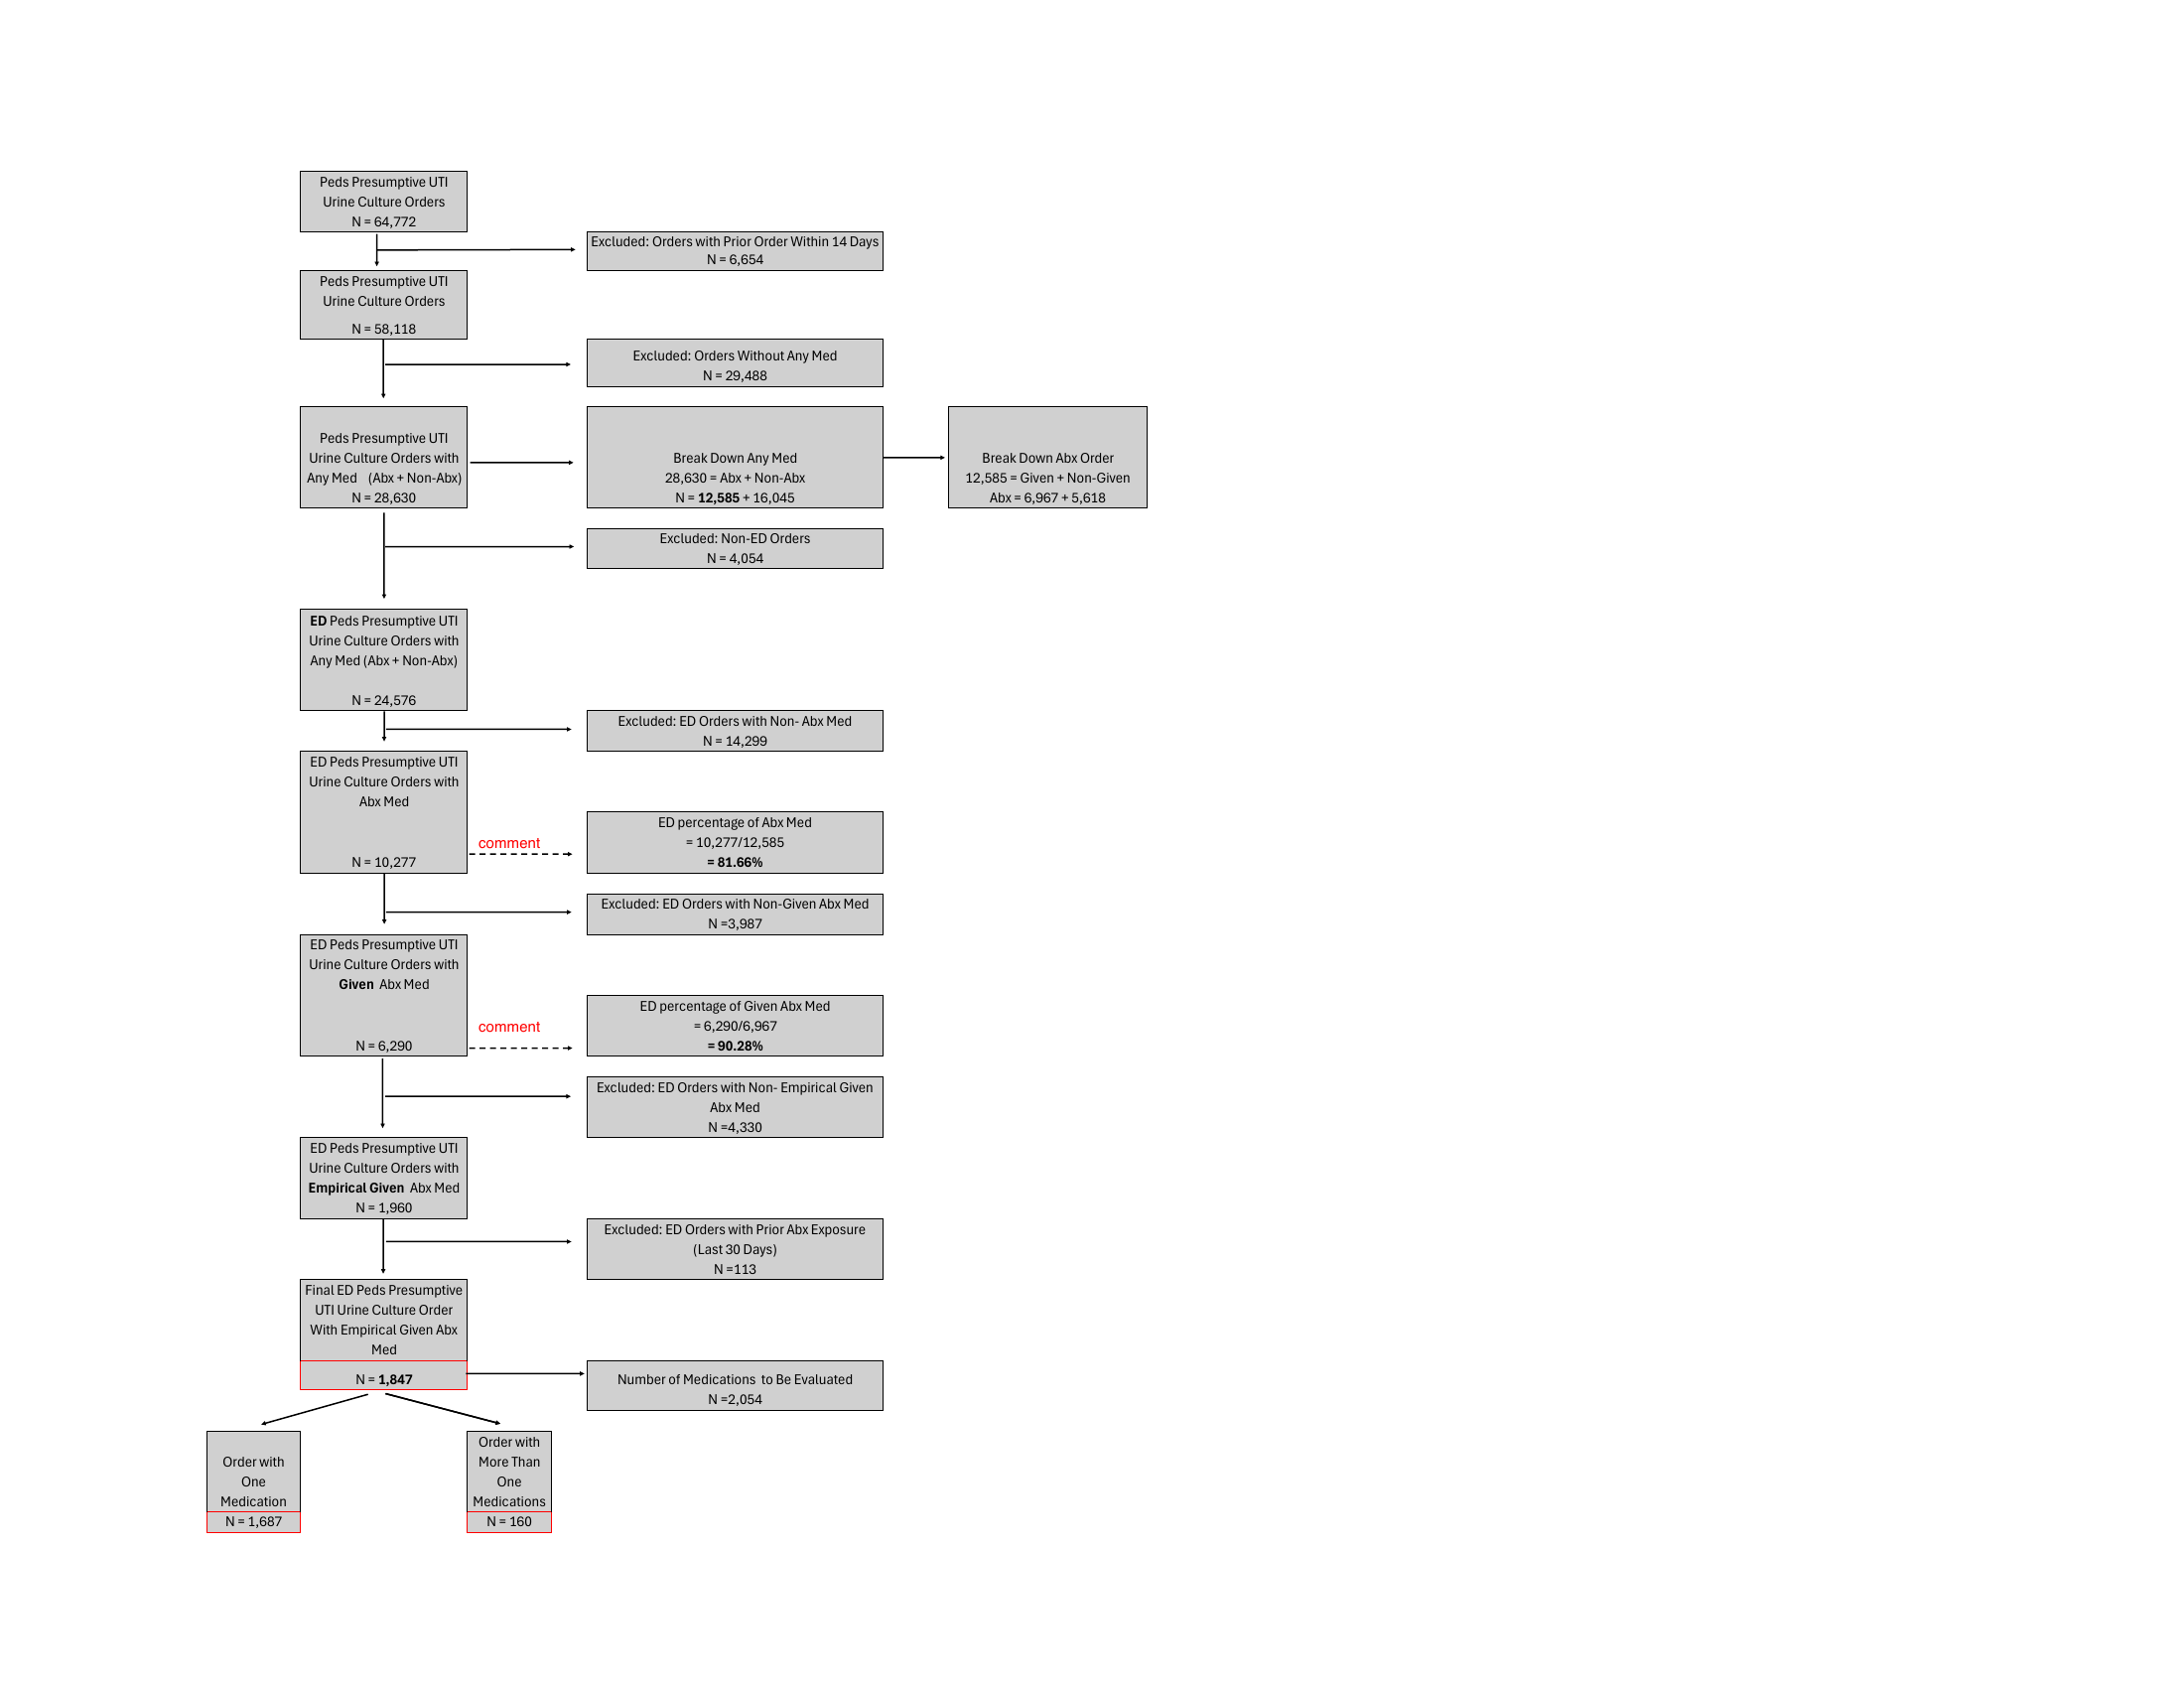 Peds Presumptive UTI
Urine Culture Orders
N = 64,772
Excluded: Orders with Prior Order Within 14 Days
N = 6,654
Peds Presumptive UTI
Urine Culture Orders
N = 58,118
Excluded: Orders Without Any Med
N = 29,488
Peds Presumptive UTI
Urine Culture Orders with
Any Med (Abx + Non-Abx)
N = 28,630
Break Down Any Med
28,630 = Abx + Non-Abx
N = 12,585 + 16,045
Break Down Abx Order
12,585 = Given + Non-Given
Abx = 6,967 + 5,618
Excluded: Non-ED Orders
N = 4,054
ED Peds Presumptive UTI
Urine Culture Orders with
Any Med (Abx + Non-Abx)
N = 24,576
Excluded: ED Orders with Non- Abx Med
N = 14,299
ED Peds Presumptive UTI
Urine Culture Orders with
Abx Med
N = 10,277
comment
ED percentage of Abx Med
= 10,277/12,585
= 81.66%
Excluded: ED Orders with Non-Given Abx Med
N =3,987
ED Peds Presumptive UTI
Urine Culture Orders with
Given Abx Med
N = 6,290
comment
ED percentage of Given Abx Med
= 6,290/6,967
= 90.28%
Excluded: ED Orders with Non- Empirical Given
Abx Med
N =4,330
ED Peds Presumptive UTI
Urine Culture Orders with
Empirical Given Abx Med
N = 1,960
Excluded: ED Orders with Prior Abx Exposure
(Last 30 Days)
N =113
Final ED Peds Presumptive
UTI Urine Culture Order
With Empirical Given Abx
Med
N = 1,847
Number of Medications to Be Evaluated
N =2,054
Order with
One
Medication
N = 1,687
Order with
More Than
One
Medications
N = 160